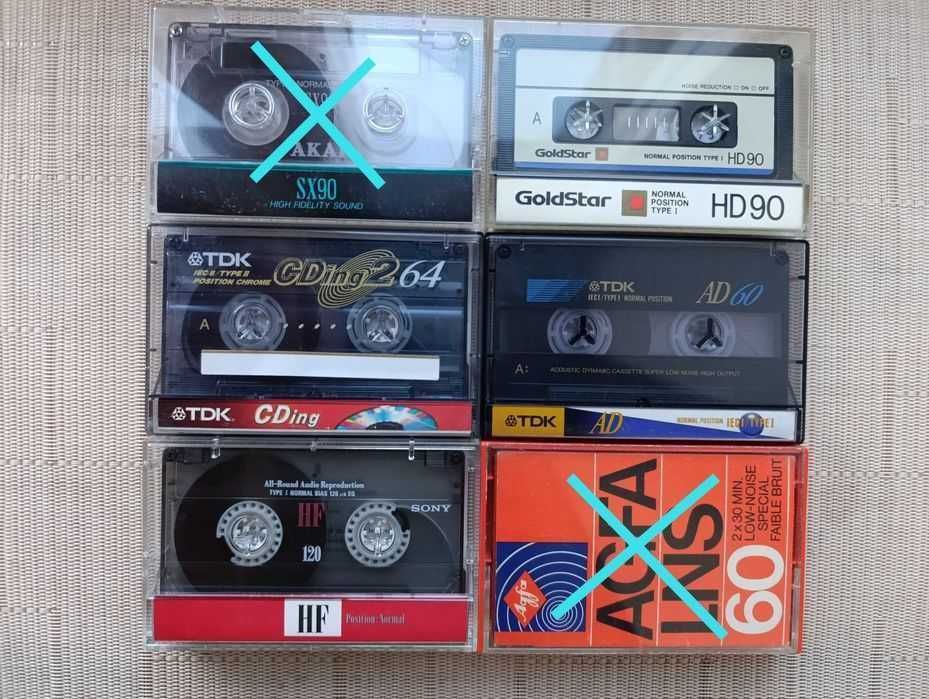 TYPE NORMAL
SX90
AKAI
SX90
HIGH FIDELITY SOUND
NOISE REDUCTION □ ON □ OFF
A
GoldStar
NORMAL POSITION TYPE I HD90
GoldStar
NORMAL
POSITION
TYPE I
HD90
TDK
IEC II / TYPE II
POSITION CHROME
CDing2 64
A
TDK CDing
TDK
IEC I / TYPE I NORMAL POSITION
AD60
A: ACOUSTIC DYNAMIC CASSETTE SUPER LOW NOISE HIGH OUTPUT
TDK AD
NORMAL POSITION IEC I / TYPE I
All-Round Audio Reproduction
TYPE I NORMAL BIAS 120 μs EQ
HF
SONY
120
HF Position: Normal
AGFA
LNS
60
2 x 30 MIN.
LOW-NOISE
SPECIAL
FAIBLE BRUIT
Agfa